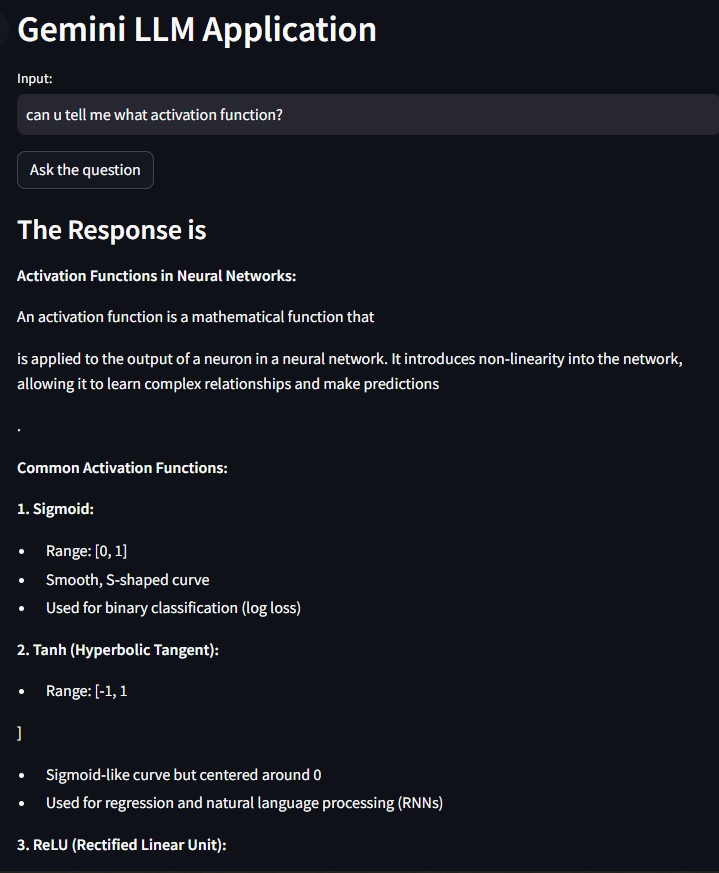 Gemini LLM Application
Input:
can u tell me what activation function?
Ask the question
The Response is
Activation Functions in Neural Networks:
An activation function is a mathematical function that
is applied to the output of a neuron in a neural network. It introduces non-linearity into the network,
allowing it to learn complex relationships and make predictions
.
Common Activation Functions:
1. Sigmoid:
• Range: [0, 1]
• Smooth, S-shaped curve
• Used for binary classification (log loss)
2. Tanh (Hyperbolic Tangent):
• Range: [-1, 1
]
• Sigmoid-like curve but centered around 0
• Used for regression and natural language processing (RNNs)
3. ReLU (Rectified Linear Unit):